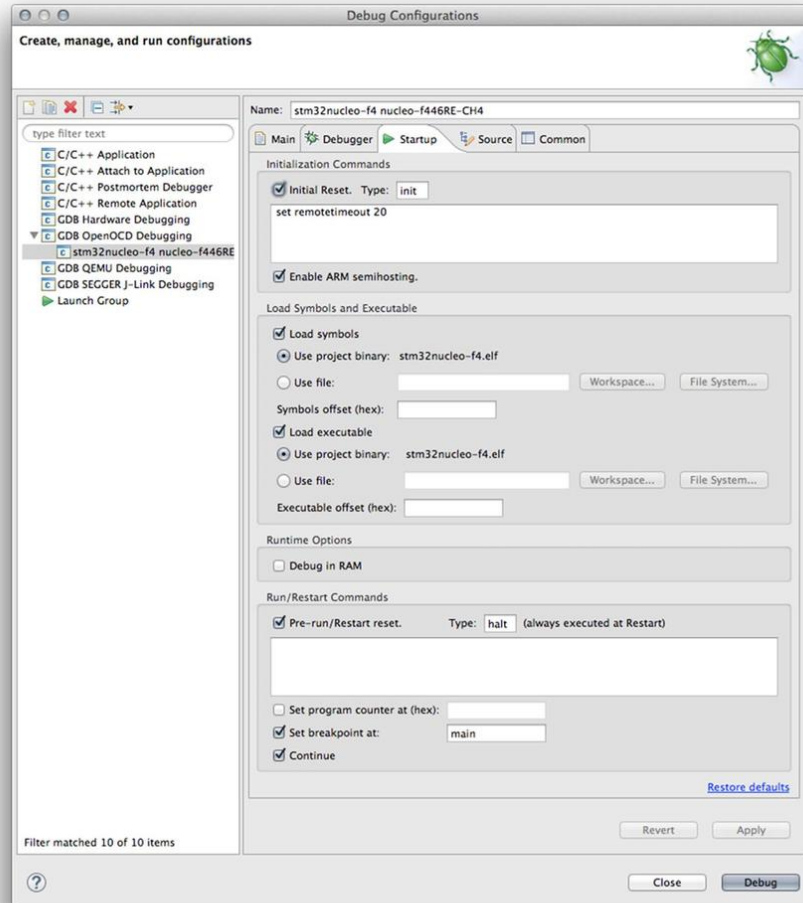 Debug Configurations
Create, manage, and run configurations
type filter text
C/C++ Application
C/C++ Attach to Application
C/C++ Postmortem Debugger
C/C++ Remote Application
GDB Hardware Debugging
GDB OpenOCD Debugging
stm32nucleo-f4 nucleo-f446RE
GDB QEMU Debugging
GDB SEGGER J-Link Debugging
Launch Group
Filter matched 10 of 10 items
Name: stm32nucleo-f4 nucleo-f446RE-CH4
Main Debugger Startup Source Common
Initialization Commands
Initial Reset. Type: init
set remotetimeout 20
Enable ARM semihosting.
Load Symbols and Executable
Load symbols
Use project binary: stm32nucleo-f4.elf
Use file: Workspace... File System...
Symbols offset (hex):
Load executable
Use project binary: stm32nucleo-f4.elf
Use file: Workspace... File System...
Executable offset (hex):
Runtime Options
Debug in RAM
Run/Restart Commands
Pre-run/Restart reset. Type: halt (always executed at Restart)
Set program counter at (hex):
Set breakpoint at: main
Continue
Restore defaults
Revert Apply
? Close Debug